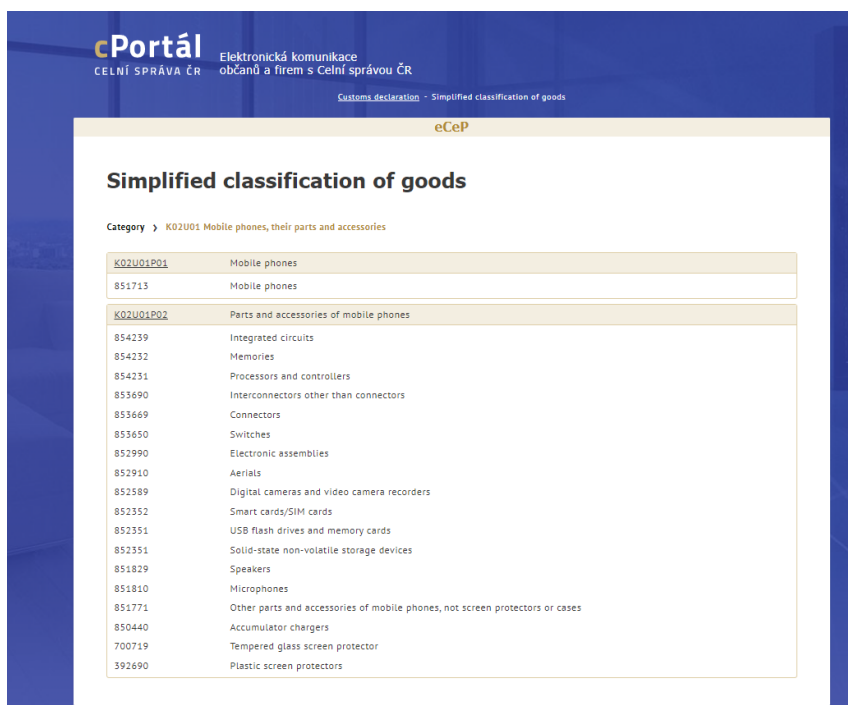 cPortál
CELNÍ SPRÁVA ČR
Elektronická komunikace
občanů a firem s Celní správou ČR
Customs declaration - Simplified classification of goods
eCeP
Simplified classification of goods
Category > K02U01 Mobile phones, their parts and accessories
K02U01P01 Mobile phones
851713 Mobile phones
K02U01P02 Parts and accessories of mobile phones
854239 Integrated circuits
854232 Memories
854231 Processors and controllers
853690 Interconnectors other than connectors
853669 Connectors
853650 Switches
852990 Electronic assemblies
852910 Aerials
852589 Digital cameras and video camera recorders
852352 Smart cards/SIM cards
852351 USB flash drives and memory cards
852351 Solid-state non-volatile storage devices
851829 Speakers
851810 Microphones
851771 Other parts and accessories of mobile phones, not screen protectors or cases
850440 Accumulator chargers
700719 Tempered glass screen protector
392690 Plastic screen protectors